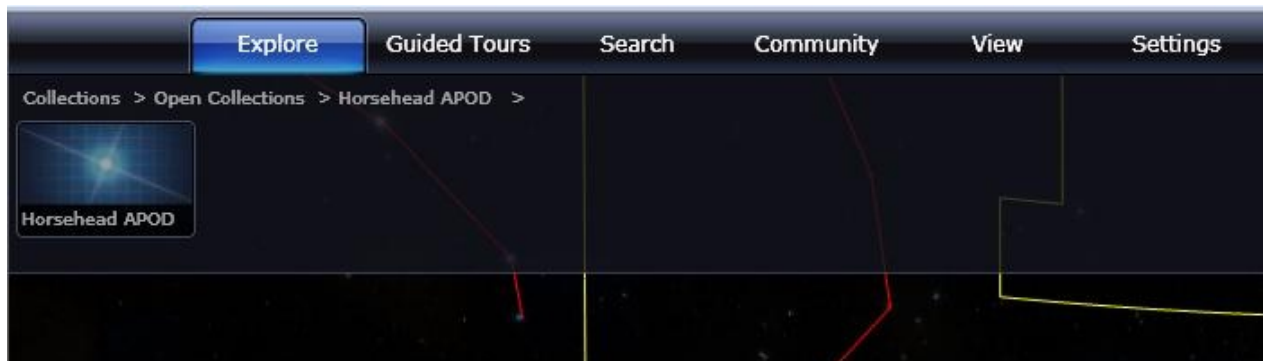 Explore Guided Tours Search Community View Settings
Collections > Open Collections > Horsehead APOD >
Horsehead APOD